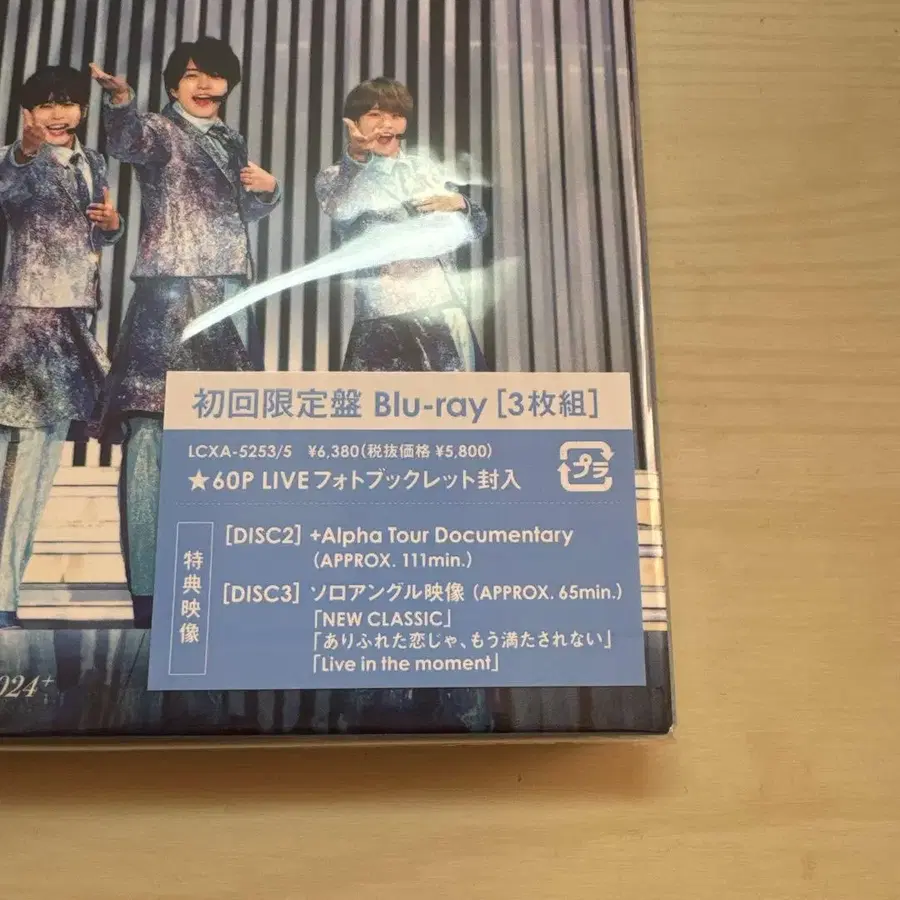 初回限定盤 Blu-ray [3枚組]
LCXA-5253/5 ¥6,380(税抜価格 ¥5,800)
★60P LIVEフォトブックレット封入
プラ
特典映像
[DISC2] +Alpha Tour Documentary
(APPROX. 111min.)
[DISC3] ソロアングル映像 (APPROX. 65min.)
「NEW CLASSIC」
「ありふれた恋じゃ、もう満たされない」
「Live in the moment」
024+